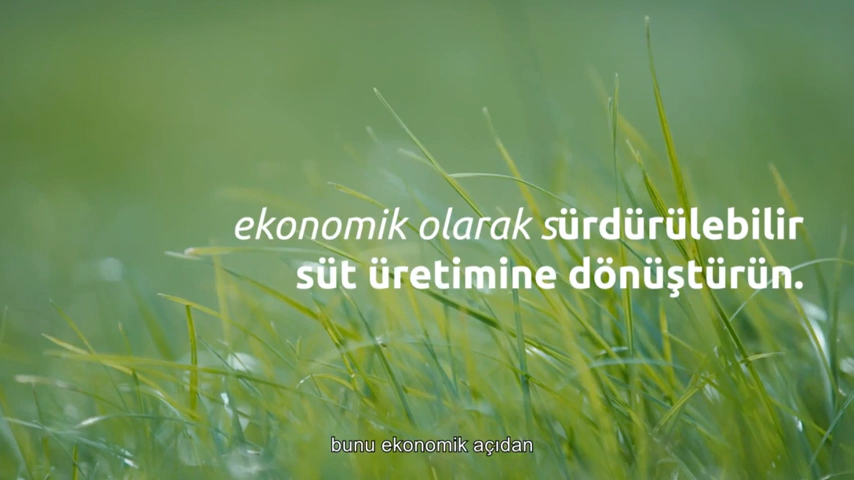 ekonomik olarak sürdürülebilir
süt üretimine dönüştürün.
bunu ekonomik açıdan